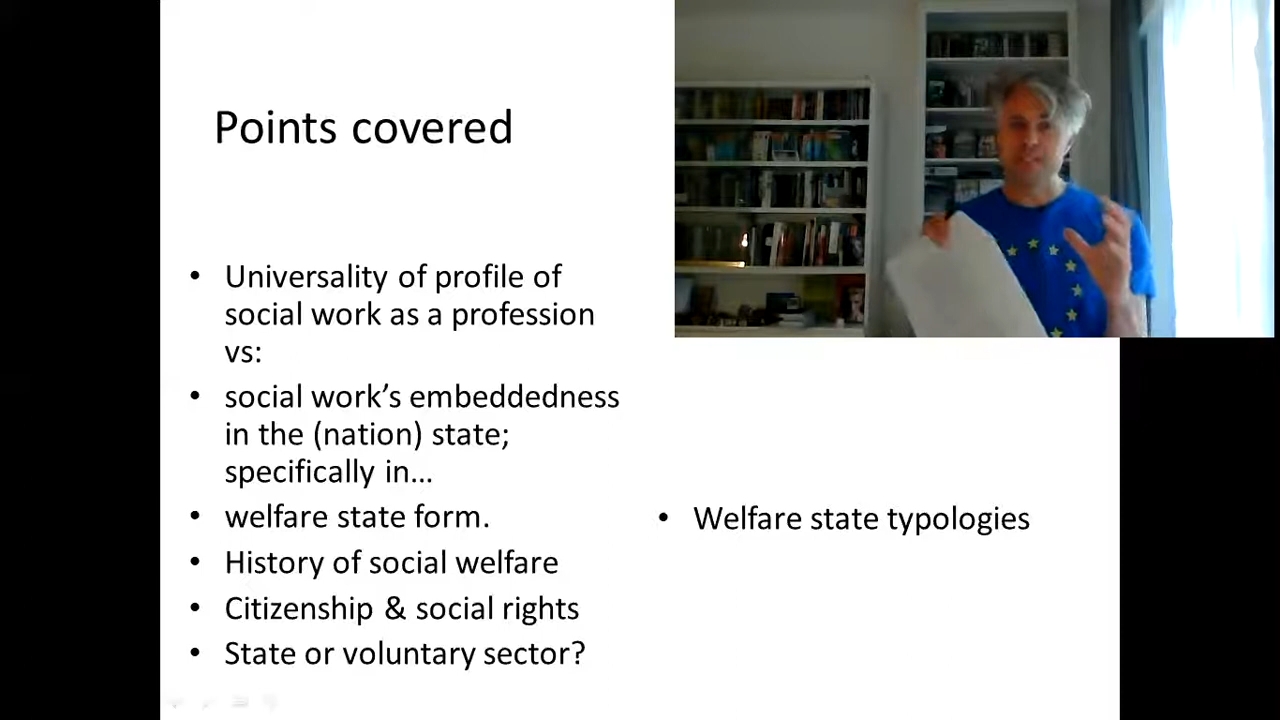 Points covered
• Universality of profile of
social work as a profession
vs:
• social work’s embeddedness
in the (nation) state;
specifically in…
• welfare state form.
• History of social welfare
• Citizenship & social rights
• State or voluntary sector?
• Welfare state typologies